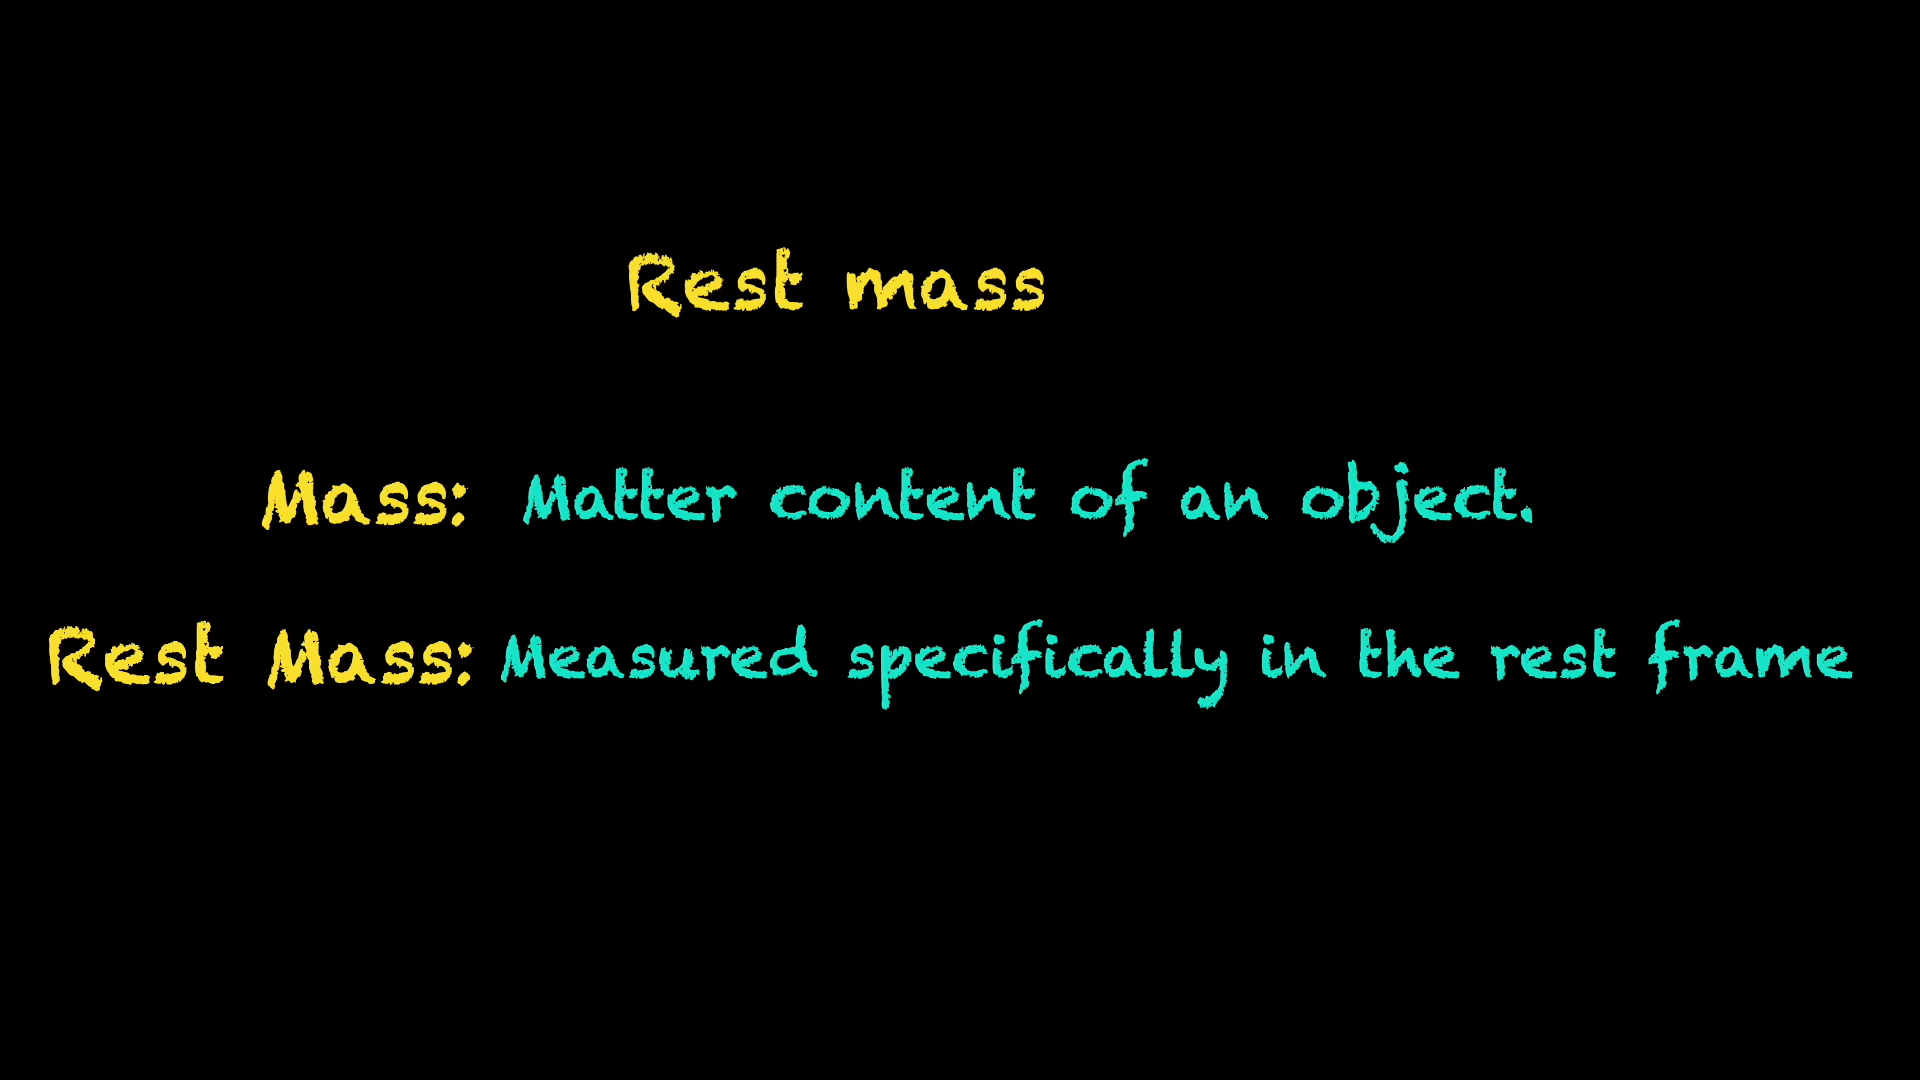 Rest mass
Mass: Matter content of an object.
Rest Mass: Measured specifically in the rest frame